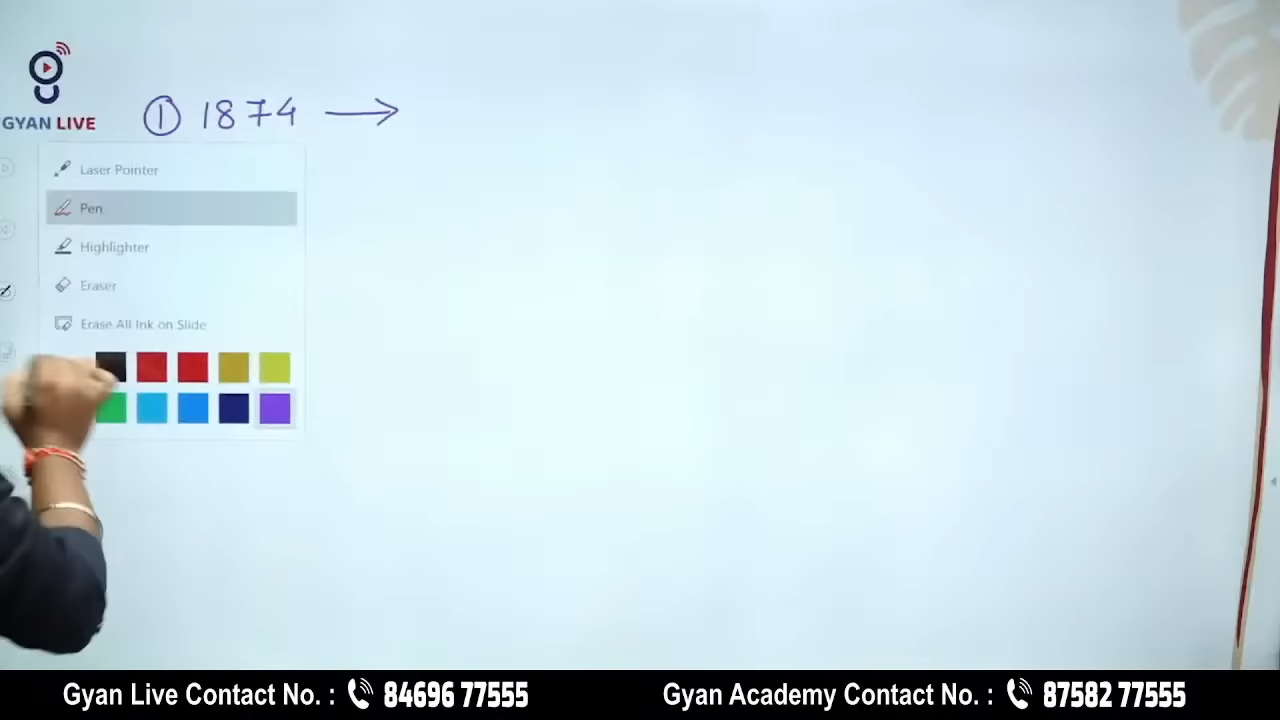 GYAN LIVE
① 1874 →
Laser Pointer
Pen
Highlighter
Eraser
Erase All Ink on Slide
Gyan Live Contact No. : 84696 77555
Gyan Academy Contact No. : 87582 77555